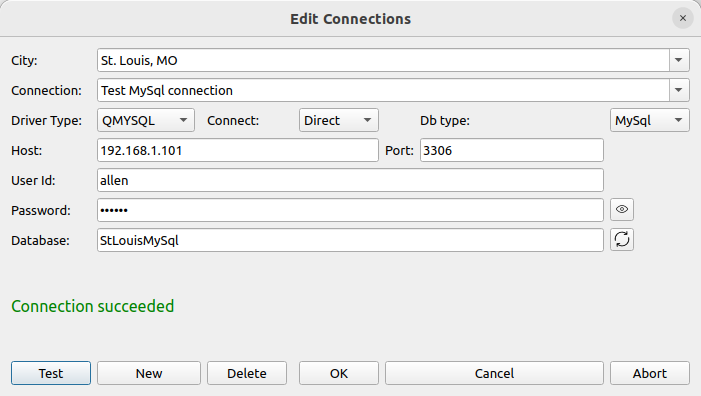 Edit Connections
City: St. Louis, MO
Connection: Test MySql connection
Driver Type: QMYSQL Connect: Direct Db type: MySql
Host: 192.168.1.101 Port: 3306
User Id: allen
Password: ••••••
Database: StLouisMySql
Connection succeeded
Test New Delete OK Cancel Abort